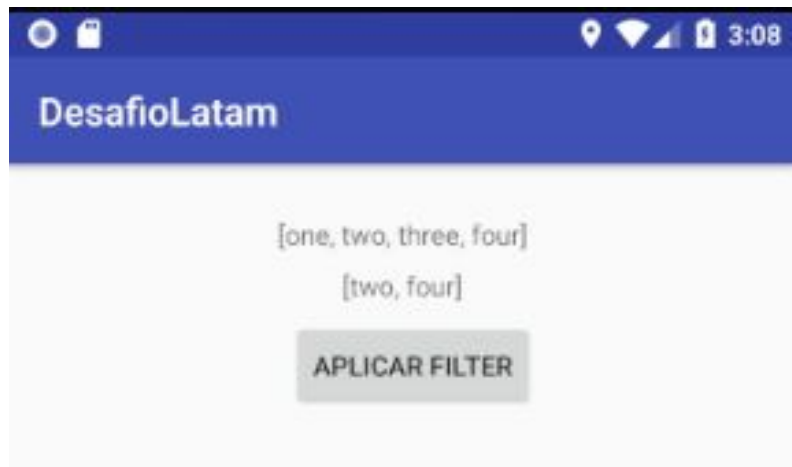 3:08
DesafioLatam
[one, two, three, four]
[two, four]
APLICAR FILTER